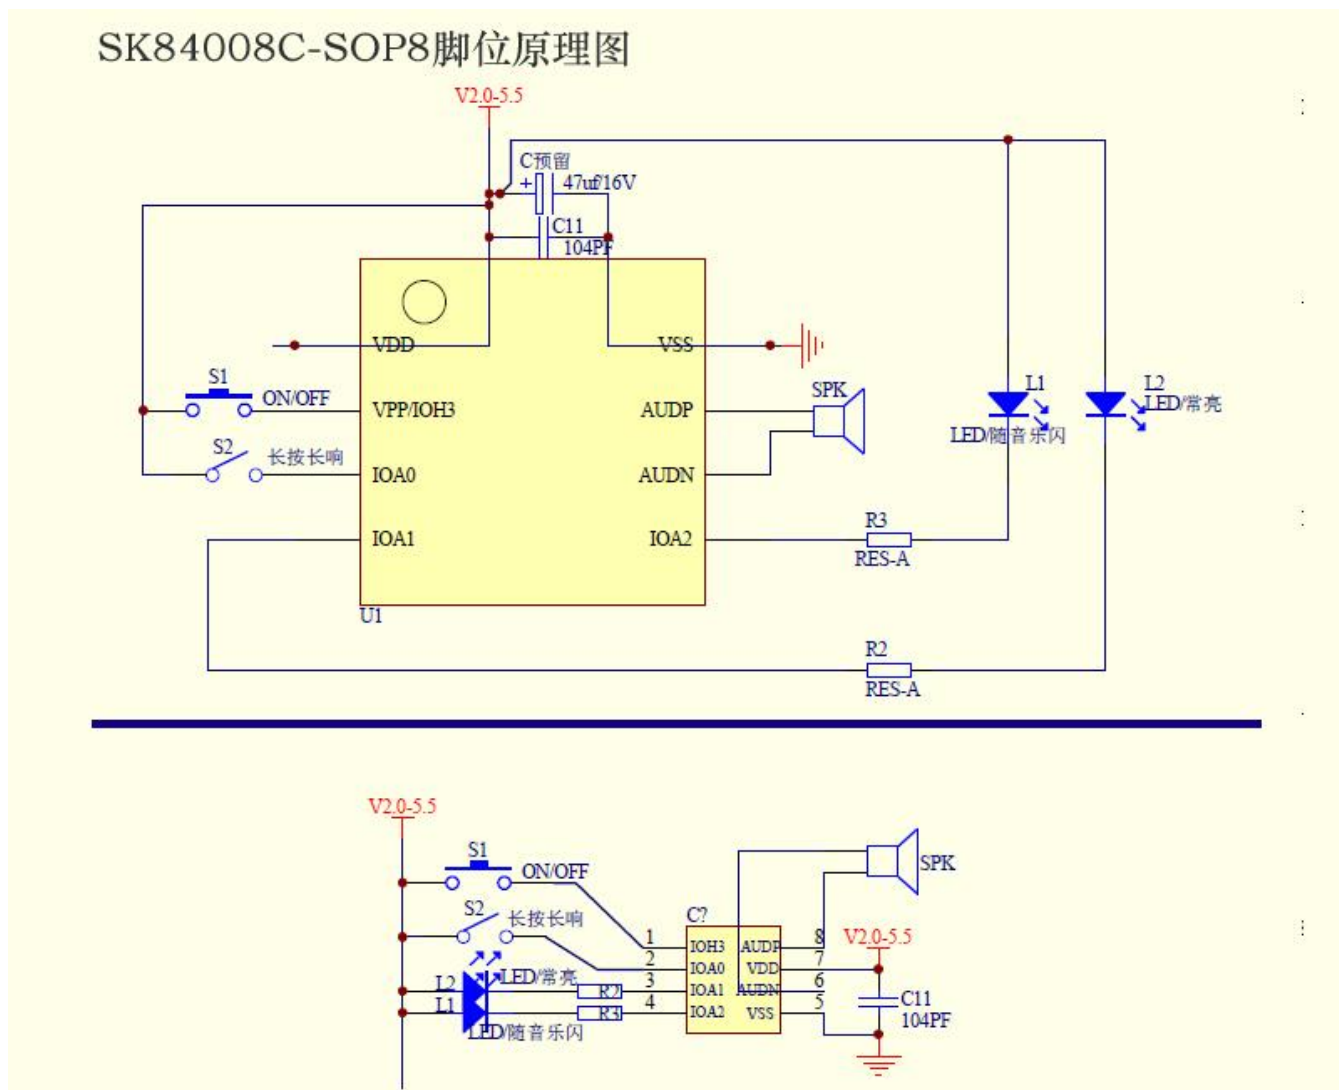 SK84008C-SOP8脚位原理图
V2.0-5.5
C预留
+ 47uf/16V
C11
104PF
VDD
VSS
S1
ON/OFF
VPP/IOH3
AUDP
SPK
L1
LED/随音乐闪
L2
LED/常亮
S2
长按长响
IOA0
AUDN
IOA1
IOA2
R3
RES-A
U1
R2
RES-A
V2.0-5.5
S1
ON/OFF
SPK
S2
长按长响
C?
1 IOH3 AUDP 8
V2.0-5.5
2 IOA0 VDD 7
L2 LED/常亮
R2 3 IOA1 AUDN 6
L1 R3 4 IOA2 VSS 5
LED/随音乐闪
C11
104PF